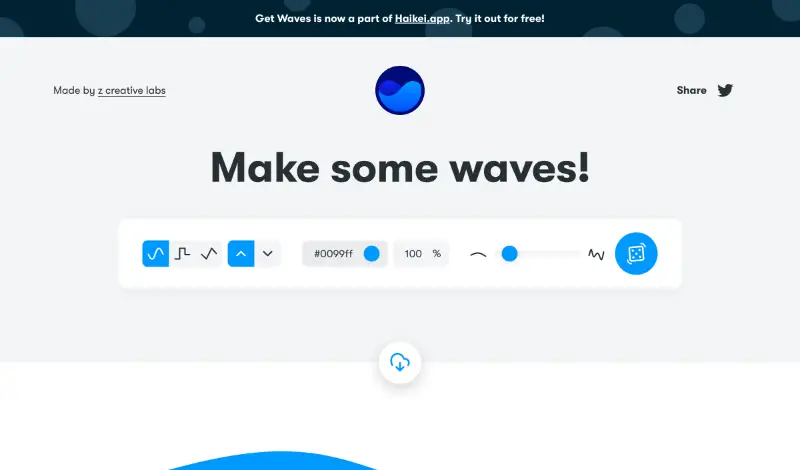 Get Waves is now a part of Haikei.app. Try it out for free!
Made by z creative labs
Share
Make some waves!
#0099ff
100 %